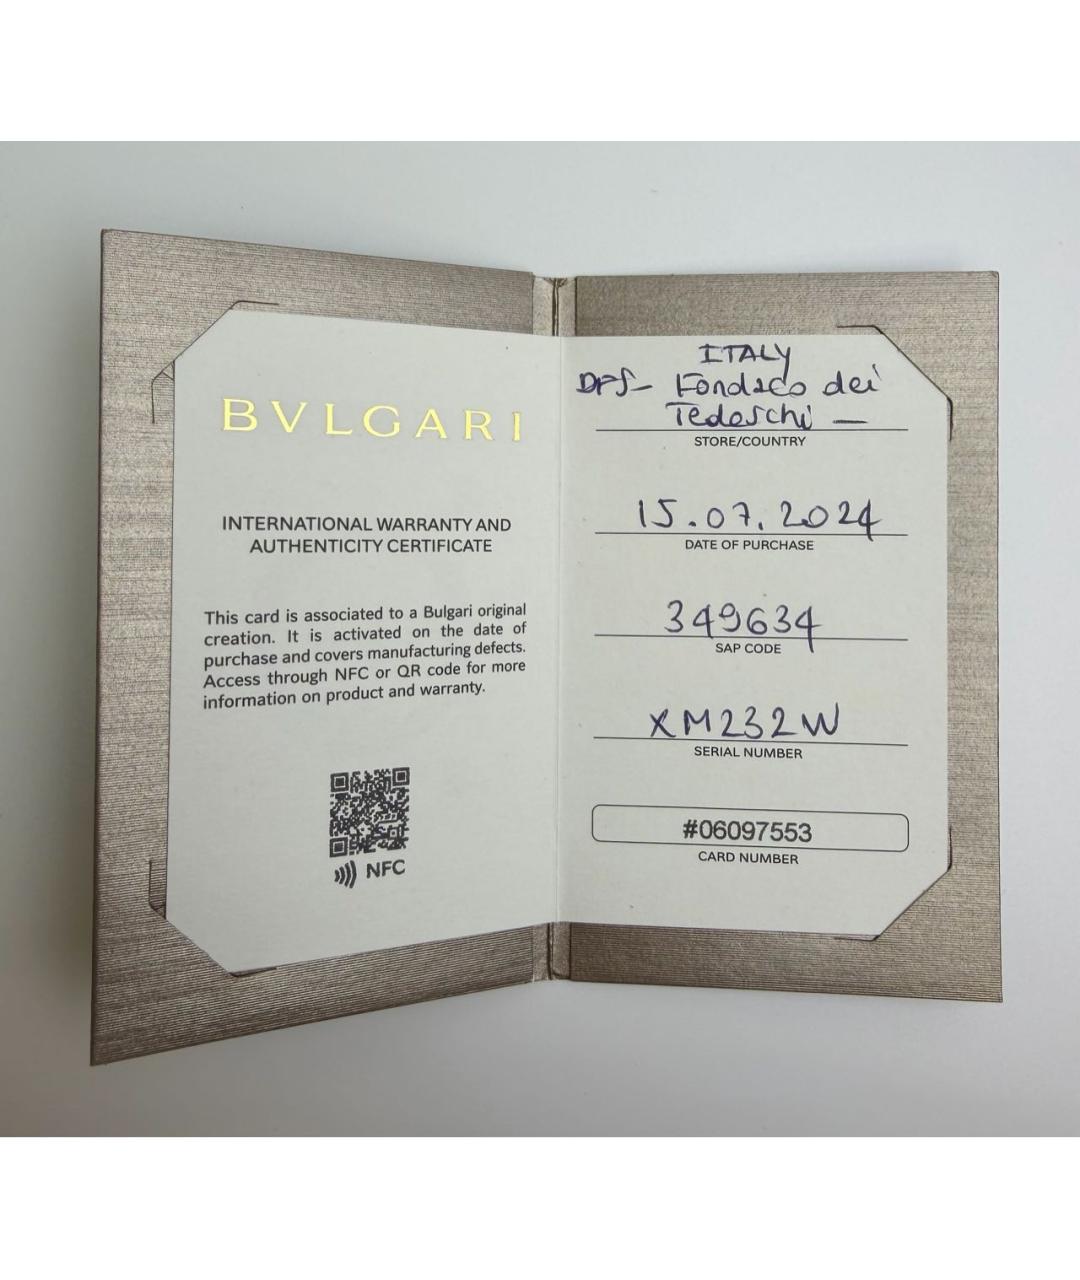 BVLGARI
INTERNATIONAL WARRANTY AND
AUTHENTICITY CERTIFICATE
This card is associated to a Bulgari original
creation. It is activated on the date of
purchase and covers manufacturing defects.
Access through NFC or QR code for more
information on product and warranty.
NFC
ITALY
DFS- Fondaco dei
Tedeschi -
STORE/COUNTRY
15.07.2024
DATE OF PURCHASE
349634
SAP CODE
XM232W
SERIAL NUMBER
#06097553
CARD NUMBER